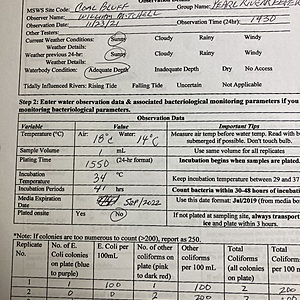 MSWS Site Code: COAL BLUFF Group Name: PEARL RIVERKEEPER
Observer Name: WILLIAM MITCHELL
Observation Date: 1/23/21 Observation Time (24hr): 1430
Other Testers:
Current Weather Conditions: Sunny Cloudy Rainy Windy
Weather Details:
Weather previous 24-hr: Sunny Cloudy Rainy Windy
Weather Details:
Waterbody Condition: Adequate Depth Inadequate Depth Dry No Access
Tidally Influenced Rivers: Rising Tide Falling Tide Uncertain Not Applicable
Step 2: Enter water observation data & associated bacteriological monitoring parameters if you
monitoring bacteriological parameters.
Observation Data
Variable Value Important Tips
Temperature (°C) Air: 18°C Water: 14°C Measure air temp before water temp. Read with b
submerged if possible. Don't touch bulb.
Sample Volume 1 mL Use same volume for all replicates
Plating Time 1550 (24-hr format) Incubation begins when samples are plated.
Incubation Temperature 34 °C Keep incubation temperature between 29 and 37
Incubation Periods 41 hrs Count bacteria within 30-48 hours of incubat
Media Expiration Date Sep/2022 Use this date format: Jul/2019 (from media bo
Plated onsite Yes No If not plated at sampling site, always transport
ice and plate within 3 hours.
*Note: If colonies are too numerous to count (>200), report as 250.
Replicate No. No. of E. Coli colonies on plate (blue to purple) E. Coli per 100mL No. of other coliforms on plate (pink to dark red) Other coliforms per 100 mL Total Coliforms (all colonies on plate) Total Coliforms per 100
1 1 100 1 100 2 200
2 0 0 2 200